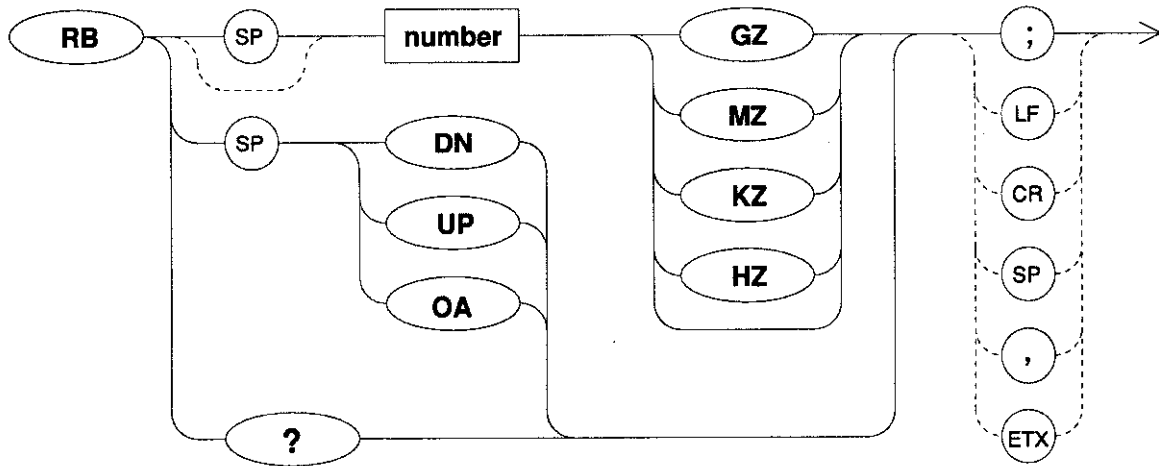 RB SP number GZ ;
MZ LF
SP DN
UP KZ CR
OA HZ SP
,
? ETX